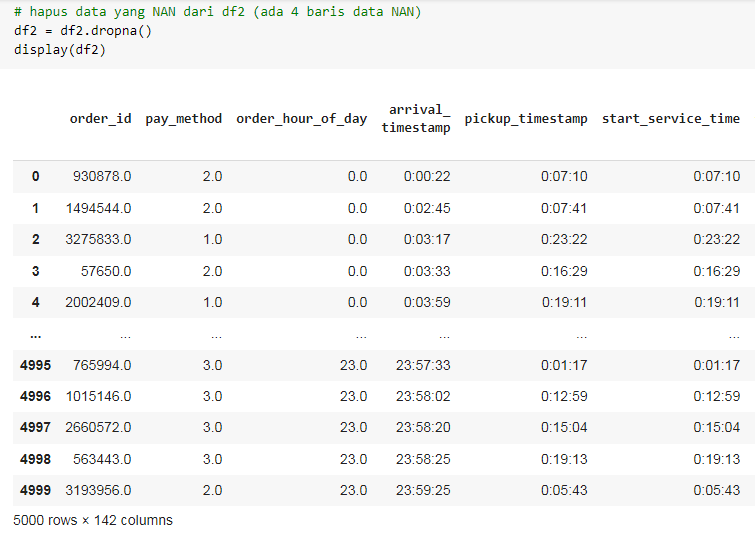 # hapus data yang NAN dari df2 (ada 4 baris data NAN)
df2 = df2.dropna()
display(df2)
order_id pay_method order_hour_of_day arrival_ timestamp pickup_timestamp start_service_time
0 930878.0 2.0 0.0 0:00:22 0:07:10 0:07:10
1 1494544.0 2.0 0.0 0:02:45 0:07:41 0:07:41
2 3275833.0 1.0 0.0 0:03:17 0:23:22 0:23:22
3 57650.0 2.0 0.0 0:03:33 0:16:29 0:16:29
4 2002409.0 1.0 0.0 0:03:59 0:19:11 0:19:11
... ... ... ... ... ... ...
4995 765994.0 3.0 23.0 23:57:33 0:01:17 0:01:17
4996 1015146.0 3.0 23.0 23:58:02 0:12:59 0:12:59
4997 2660572.0 3.0 23.0 23:58:20 0:15:04 0:15:04
4998 563443.0 3.0 23.0 23:58:25 0:19:13 0:19:13
4999 3193956.0 2.0 23.0 23:59:25 0:05:43 0:05:43
5000 rows × 142 columns